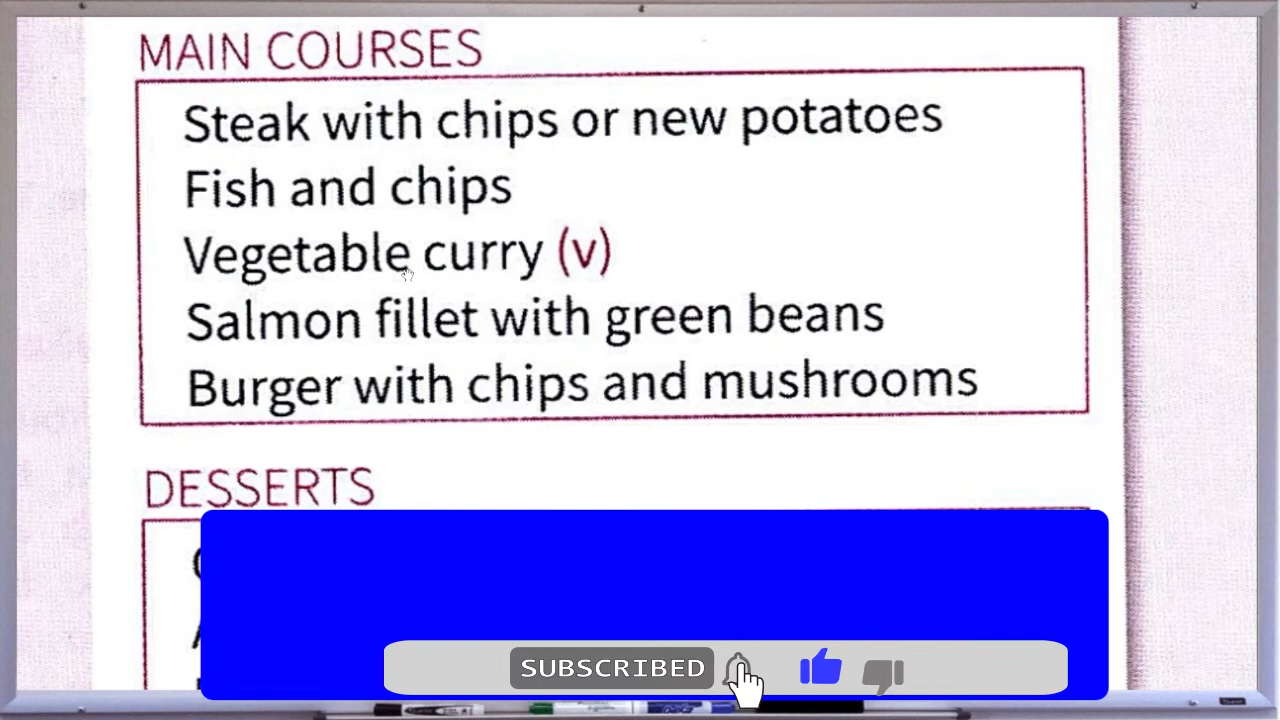 MAIN COURSES
Steak with chips or new potatoes
Fish and chips
Vegetable curry (v)
Salmon fillet with green beans
Burger with chips and mushrooms
DESSERTS
SUBSCRIBED